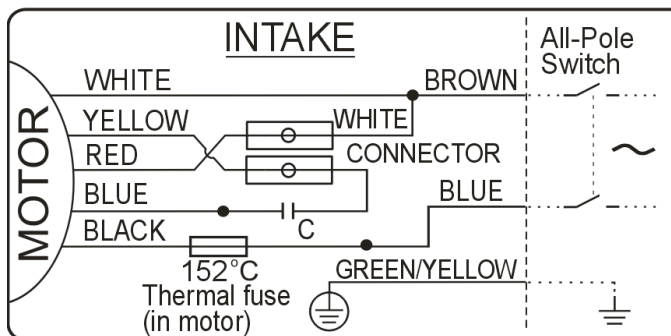 INTAKE
All-Pole
Switch
MOTOR
WHITE
BROWN
YELLOW
WHITE
RED
CONNECTOR
BLUE
C
BLUE
BLACK
152°C
Thermal fuse
(in motor)
GREEN/YELLOW